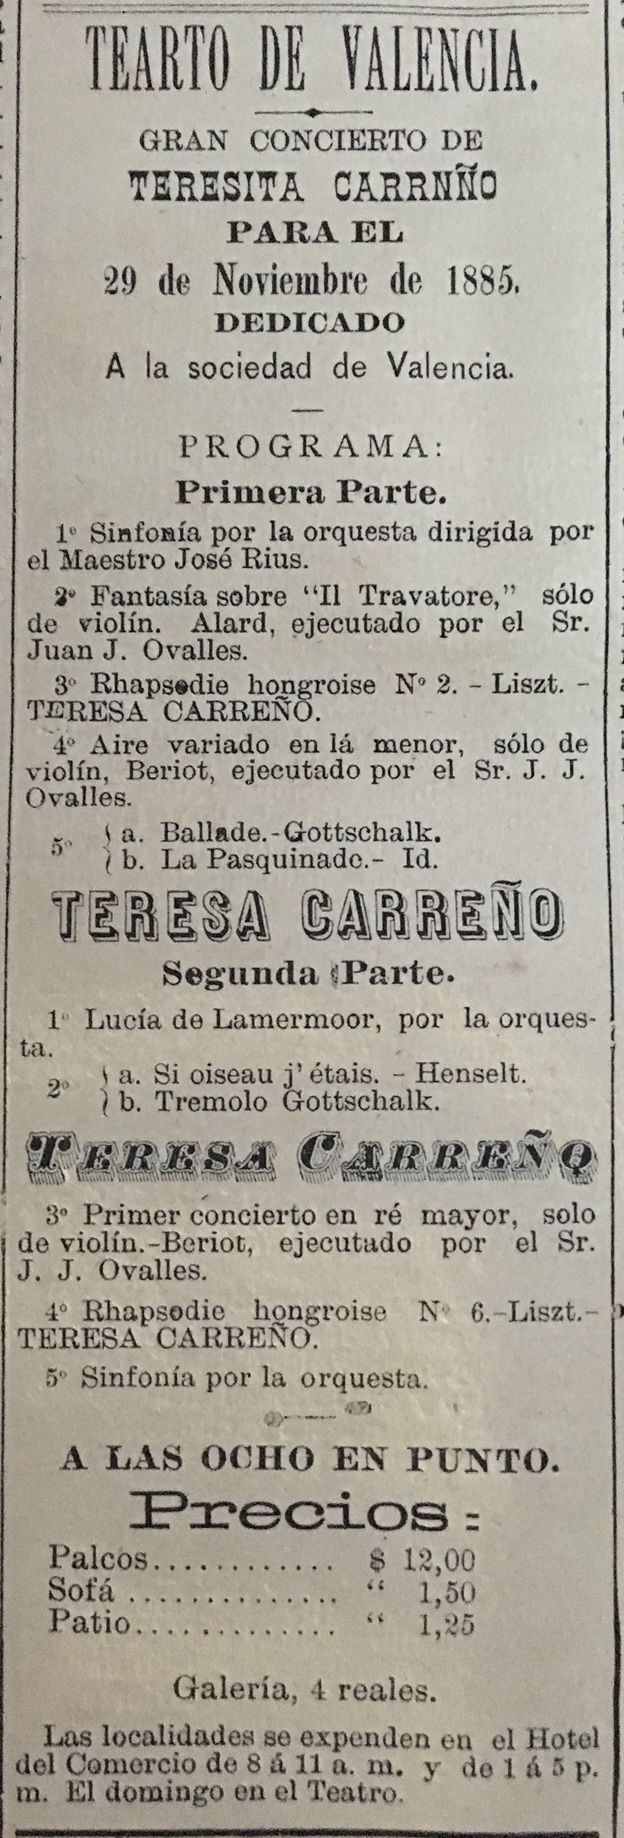 TEARTO DE VALENCIA.
GRAN CONCIERTO DE
TERESITA CARRNÑO
PARA EL
29 de Noviembre de 1885.
DEDICADO
A la sociedad de Valencia.
PROGRAMA:
Primera Parte.
1º Sinfonía por la orquesta dirigida por
el Maestro José Rius.
2º Fantasía sobre "Il Travatore," sólo
de violín. Alard, ejecutado por el Sr.
Juan J. Ovalles.
3º Rhapsodie hongroise Nº 2. - Liszt. -
TERESA CARREÑO.
4º Aire variado en lá menor, sólo de
violín, Beriot, ejecutado por el Sr. J. J.
Ovalles.
5º { a. Ballade.-Gottschalk.
{ b. La Pasquinade.- Id.
TERESA CARREÑO
Segunda Parte.
1º Lucía de Lamermoor, por la orques-
ta.
2º { a. Si oiseau j' étais. - Henselt.
{ b. Tremolo Gottschalk.
TERESA CARREÑO
3º Primer concierto en ré mayor, solo
de violín.-Beriot, ejecutado por el Sr.
J. J. Ovalles.
4º Rhapsodie hongroise Nº 6.-Liszt.-
TERESA CARREÑO.
5º Sinfonía por la orquesta.
A LAS OCHO EN PUNTO.
Precios:
Palcos............ $ 12,00
Sofá .............. " 1,50
Patio............. " 1,25
Galería, 4 reales.
Las localidades se expenden en el Hotel
del Comercio de 8 á 11 a. m. y de 1 á 5 p.
m. El domingo en el Teatro.